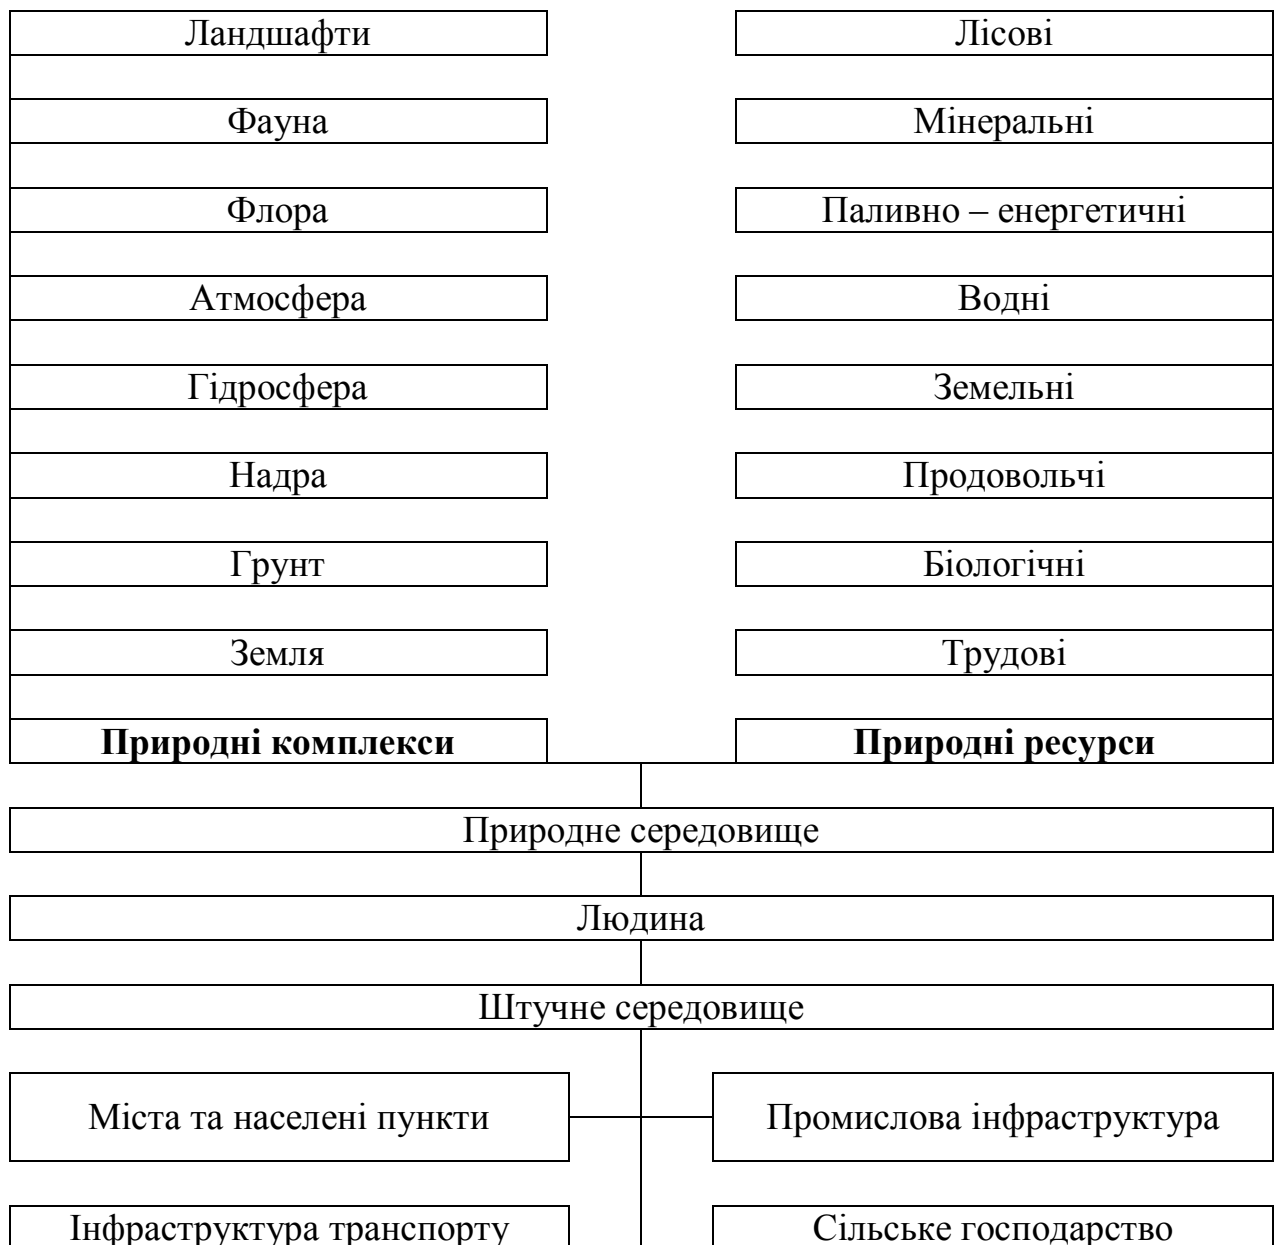 Ландшафти
Лісові
Фауна
Мінеральні
Флора
Паливно – енергетичні
Атмосфера
Водні
Гідросфера
Земельні
Надра
Продовольчі
Грунт
Біологічні
Земля
Трудові
Природні комплекси
Природні ресурси
Природне середовище
Людина
Штучне середовище
Міста та населені пункти
Промислова інфраструктура
Інфраструктура транспорту
Сільське господарство